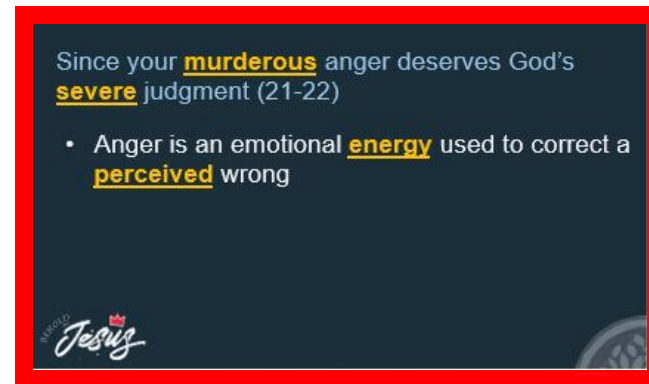 Since your murderous anger deserves God's
severe judgment (21-22)
• Anger is an emotional energy used to correct a
perceived wrong
BEHOLD
Jesus